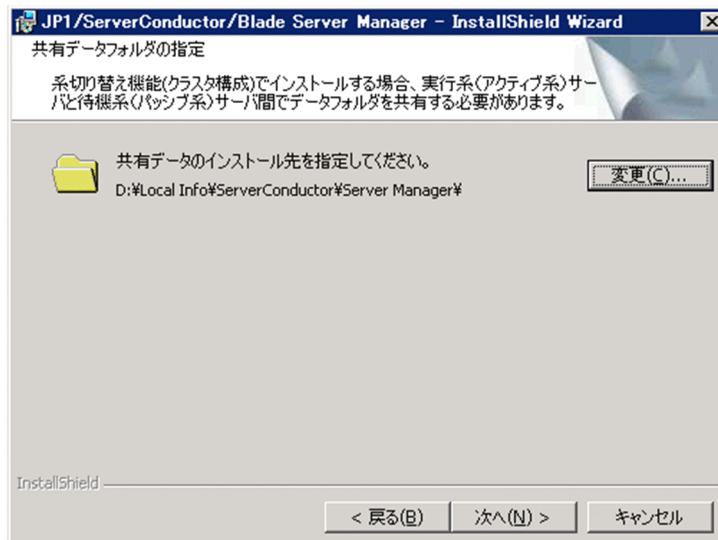 JP1/ServerConductor/Blade Server Manager - InstallShield Wizard
共有データフォルダの指定
系切り替え機能(クラスタ構成)でインストールする場合、実行系(アクティブ系)サー
バと待機系(パッシブ系)サーバ間でデータフォルダを共有する必要があります。
共有データのインストール先を指定してください。
変更(C)...
D:¥Local Info¥ServerConductor¥Server Manager¥
InstallShield
< 戻る(B)
次へ(N) >
キャンセル